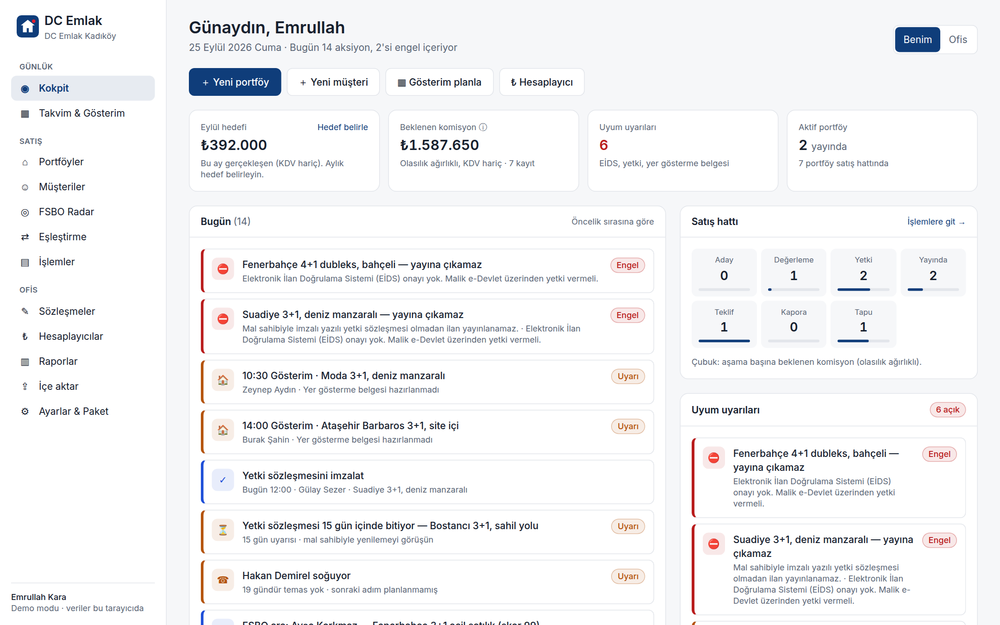 DC Emlak
DC Emlak Kadıköy
GÜNLÜK
Kokpit
Takvim & Gösterim
SATIŞ
Portföyler
Müşteriler
FSBO Radar
Eşleştirme
İşlemler
OFİS
Sözleşmeler
₺ Hesaplayıcılar
Raporlar
İçe aktar
Ayarlar & Paket
Emrullah Kara
Demo modu · veriler bu tarayıcıda
Günaydın, Emrullah
25 Eylül 2026 Cuma · Bugün 14 aksiyon, 2'si engel içeriyor
Benim Ofis
+ Yeni portföy
+ Yeni müşteri
Gösterim planla
₺ Hesaplayıcı
Eylül hedefi
Hedef belirle
₺392.000
Bu ay gerçekleşen (KDV hariç). Aylık
hedef belirleyin.
Beklenen komisyon ⓘ
₺1.587.650
Olasılık ağırlıklı, KDV hariç · 7 kayıt
Uyum uyarıları
6
EİDS, yetki, yer gösterme belgesi
Aktif portföy
2 yayında
7 portföy satış hattında
Bugün (14)
Öncelik sırasına göre
Fenerbahçe 4+1 dubleks, bahçeli — yayına çıkamaz
Engel
Elektronik İlan Doğrulama Sistemi (EİDS) onayı yok. Malik e-Devlet üzerinden yetki vermeli.
Suadiye 3+1, deniz manzaralı — yayına çıkamaz
Engel
Mal sahibiyle imzalı yazılı yetki sözleşmesi olmadan ilan yayınlanamaz. · Elektronik İlan
Doğrulama Sistemi (EİDS) onayı yok. Malik e-Devlet üzerinden yetki vermeli.
10:30 Gösterim · Moda 3+1, deniz manzaralı
Uyarı
Zeynep Aydın · Yer gösterme belgesi hazırlanmadı
14:00 Gösterim · Ataşehir Barbaros 3+1, site içi
Uyarı
Burak Şahin · Yer gösterme belgesi hazırlanmadı
Yetki sözleşmesini imzalat
Bugün 12:00 · Gülay Sezer · Suadiye 3+1, deniz manzaralı
Yetki sözleşmesi 15 gün içinde bitiyor — Bostancı 3+1, sahil yolu
Uyarı
15 gün uyarısı · mal sahibiyle yenilemeyi görüşün
Hakan Demirel soğuyor
Uyarı
19 gündür temas yok · sonraki adım planlanmamış
FSBO ara: Ayşe Korkmaz — Fenerbahçe 3+1 acil satılık (skor 99)
Satış hattı
İşlemlere git →
Aday
0
Değerleme
1
Yetki
2
Yayında
2
Teklif
1
Kapora
0
Tapu
1
Çubuk: aşama başına beklenen komisyon (olasılık ağırlıklı).
Uyum uyarıları
6 açık
Fenerbahçe 4+1 dubleks, bahçeli —
yayına çıkamaz
Engel
Elektronik İlan Doğrulama Sistemi (EİDS)
onayı yok. Malik e-Devlet üzerinden yetki
vermeli.
Suadiye 3+1, deniz manzaralı — yayına
çıkamaz
Engel
Mal sahibiyle imzalı yazılı yetki sözleşmesi
olmadan ilan yayınlanamaz. · Elektronik İlan
Doğrulama Sistemi (EİDS) onayı yok. Malik e-
Devlet üzerinden yetki vermeli.